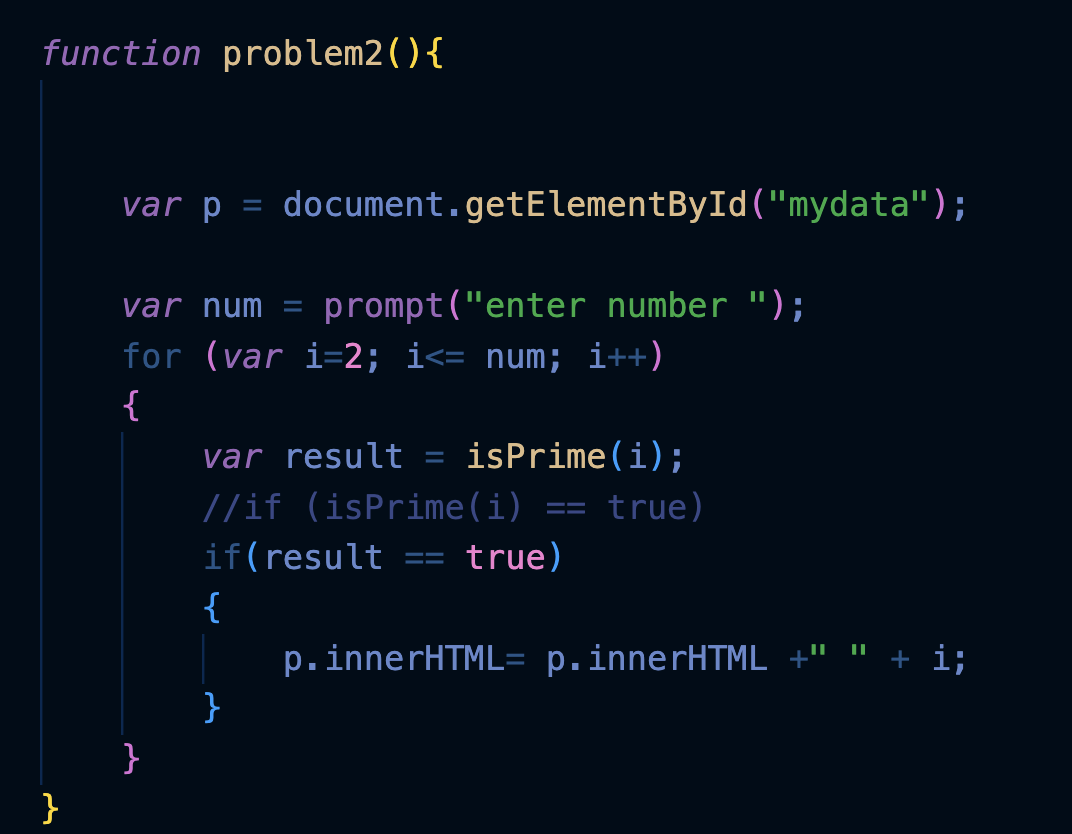 function problem2(){
var p = document.getElementById("mydata");
var num = prompt("enter number ");
for (var i=2; i<= num; i++)
{
var result = isPrime(i);
//if (isPrime(i) == true)
if(result == true)
{
p.innerHTML= p.innerHTML +" " + i;
}
}
}